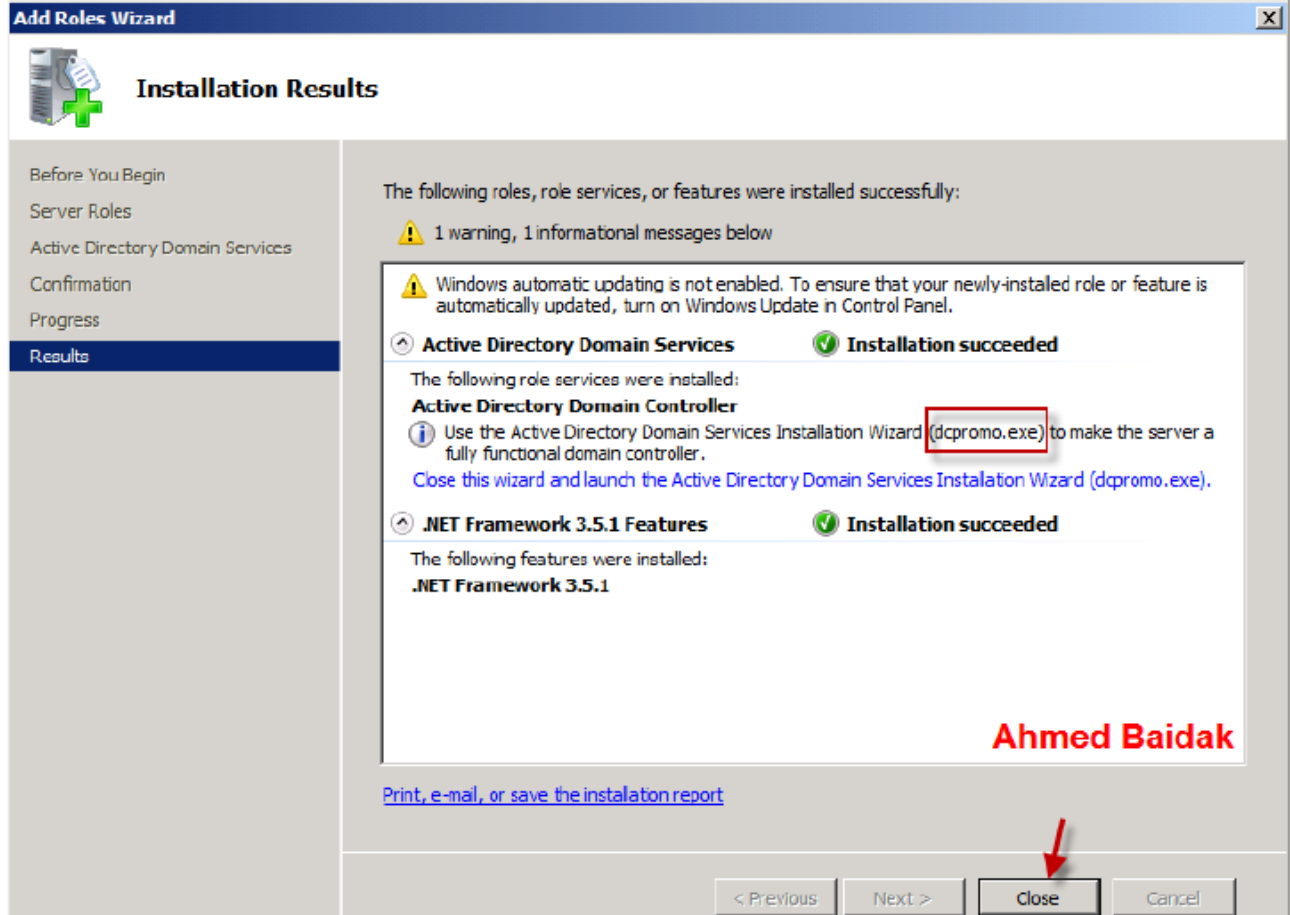 Add Roles Wizard
Installation Results
Before You Begin
Server Roles
Active Directory Domain Services
Confirmation
Progress
Results
The following roles, role services, or features were installed successfully:
1 warning, 1 informational messages below
Windows automatic updating is not enabled. To ensure that your newly-installed role or feature is
automatically updated, turn on Windows Update in Control Panel.
Active Directory Domain Services Installation succeeded
The following role services were installed:
Active Directory Domain Controller
Use the Active Directory Domain Services Installation Wizard (dcpromo.exe) to make the server a
fully functional domain controller.
Close this wizard and launch the Active Directory Domain Services Installation Wizard (dcpromo.exe).
.NET Framework 3.5.1 Features Installation succeeded
The following features were installed:
.NET Framework 3.5.1
Ahmed Baidak
Print, e-mail, or save the installation report
< Previous Next > Close Cancel